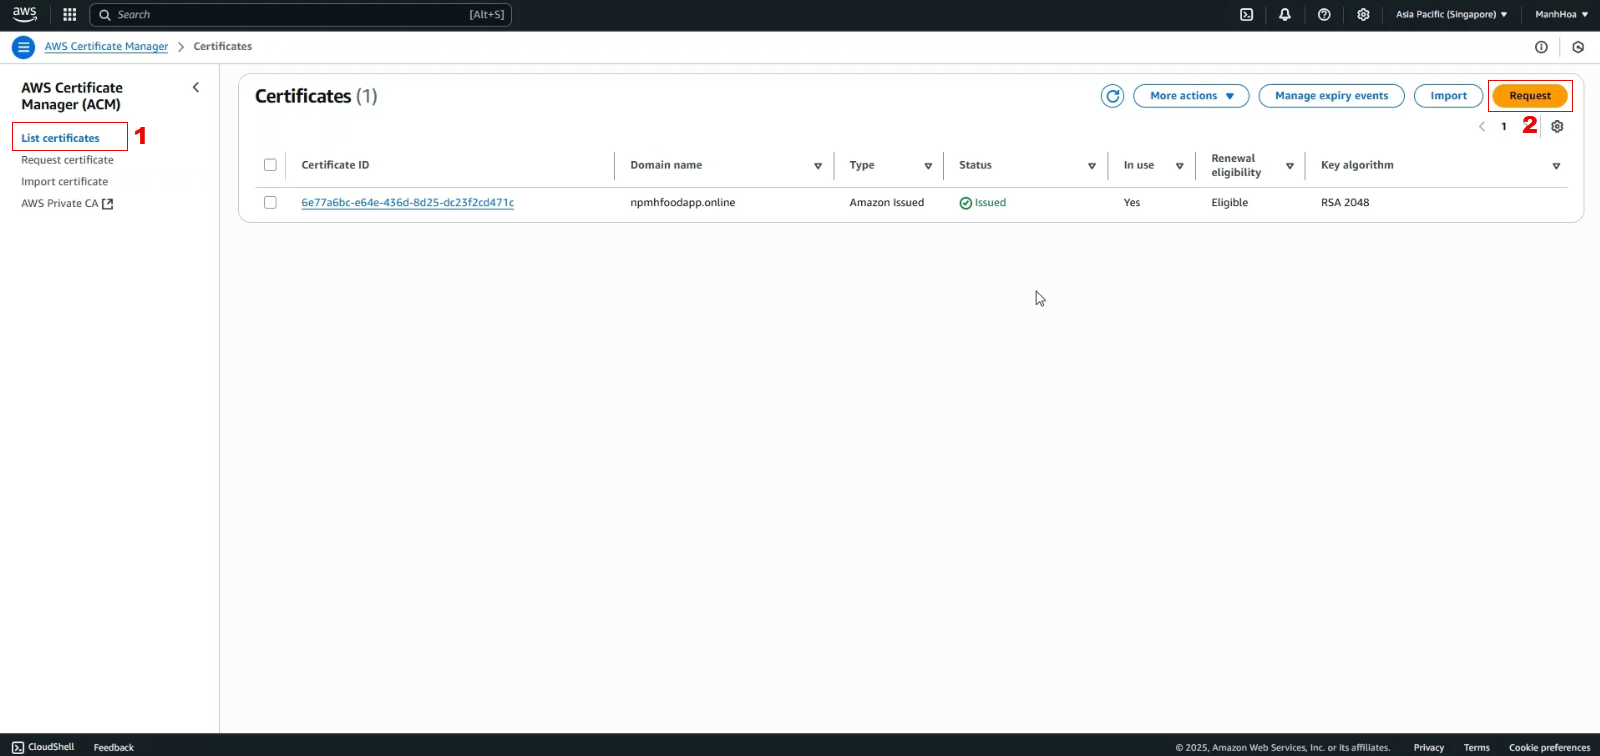 aws
Search
[Alt+S]
Asia Pacific (Singapore)
ManhHoa
AWS Certificate Manager
Certificates
AWS Certificate
Manager (ACM)
List certificates
1
Request certificate
Import certificate
AWS Private CA
Certificates (1)
More actions
Manage expiry events
Import
Request
1
2
Certificate ID
Domain name
Type
Status
In use
Renewal
eligibility
Key algorithm
6e77a6bc-e64e-436d-8d25-dc23f2cd471c
npmhfoodapp.online
Amazon Issued
Issued
Yes
Eligible
RSA 2048
CloudShell
Feedback
© 2025, Amazon Web Services, Inc. or its affiliates.
Privacy
Terms
Cookie preferences